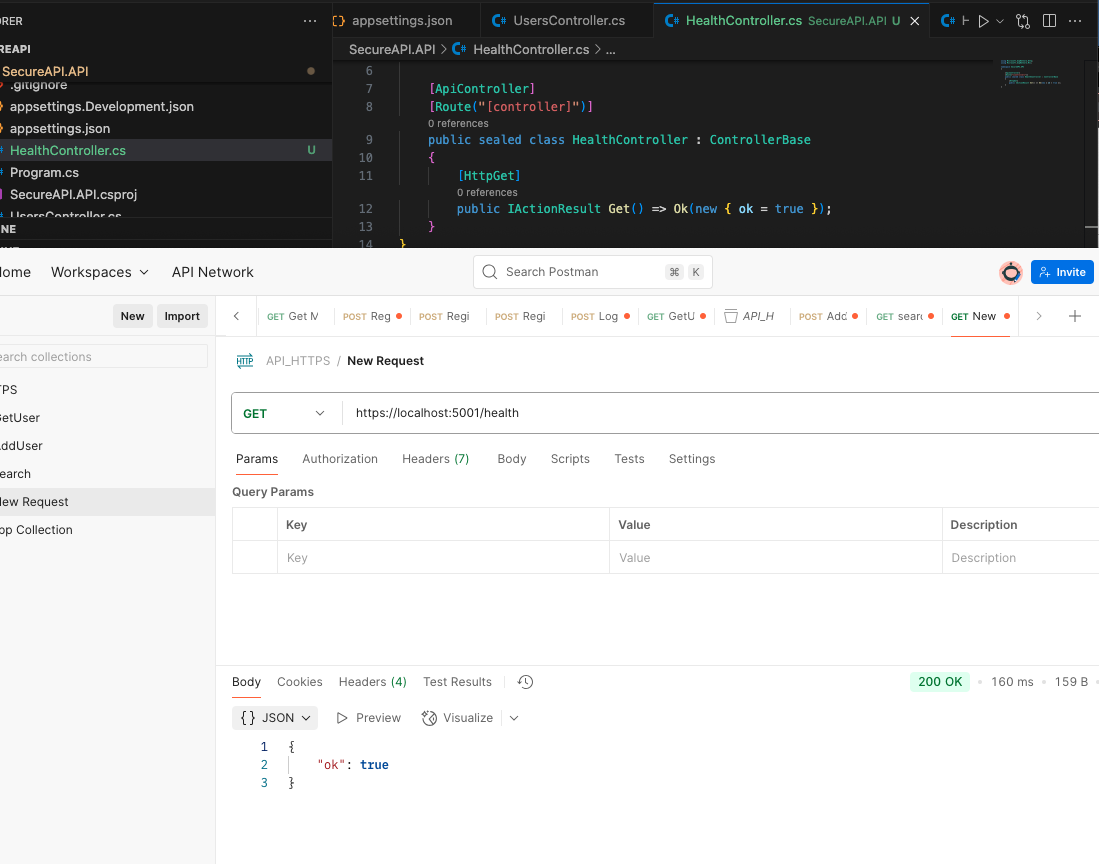 ORER ...
appsettings.json UsersController.cs HealthController.cs SecureAPI.API U
REAPI
SecureAPI.API > HealthController.cs > ...
SecureAPI.API
.gitignore
appsettings.Development.json
appsettings.json
HealthController.cs U
Program.cs
SecureAPI.API.csproj
UsersController.cs
NE
6
7 [ApiController]
8 [Route("[controller]")]
0 references
9 public sealed class HealthController : ControllerBase
10 {
11 [HttpGet]
0 references
12 public IActionResult Get() => Ok(new { ok = true });
13 }
14 }
Home Workspaces API Network
Search Postman ⌘ K
Invite
New Import
GET Get M POST Reg POST Regi POST Regi POST Log GET GetU API_H POST Add GET searc GET New
earch collections
HTTP API_HTTPS / New Request
TPS
GetUser
AddUser
earch
New Request
pp Collection
GET https://localhost:5001/health
Params Authorization Headers (7) Body Scripts Tests Settings
Query Params
Key Value Description
Key Value Description
Body Cookies Headers (4) Test Results
200 OK • 160 ms • 159 B
{} JSON Preview Visualize
1 {
2 "ok": true
3 }